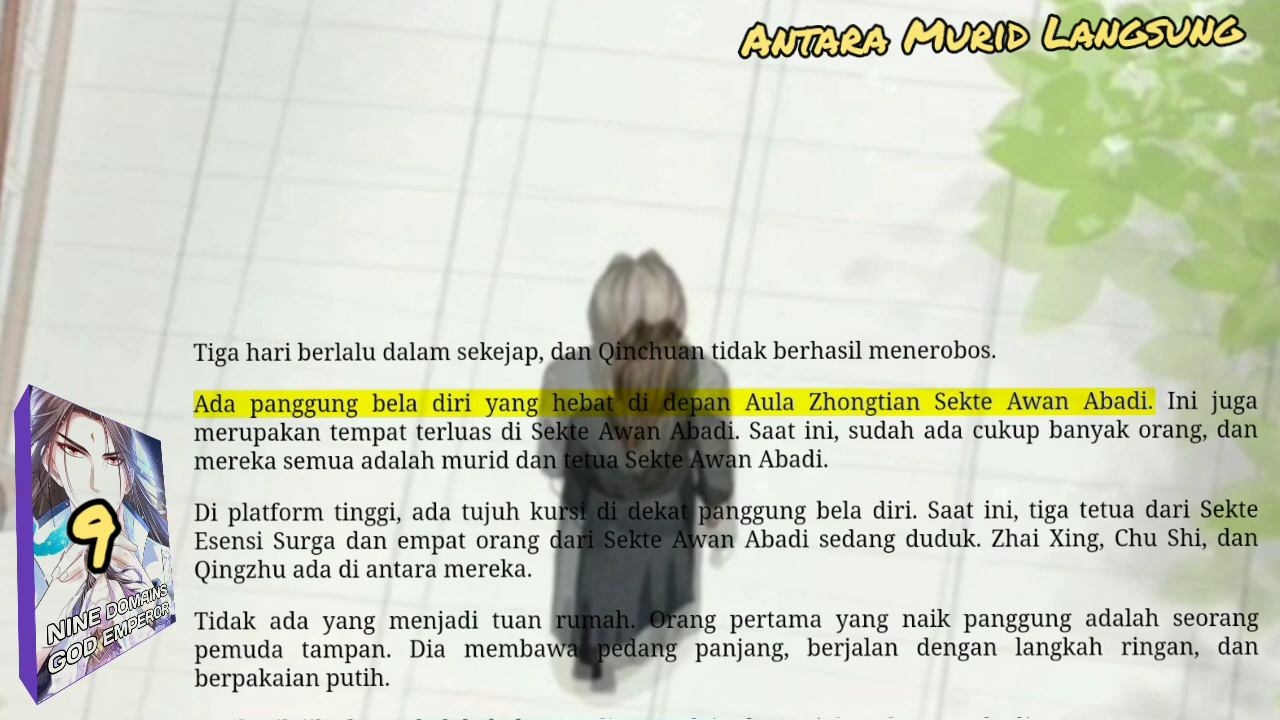 Antara Murid Langsung
Tiga hari berlalu dalam sekejap, dan Qinchuan tidak berhasil menerobos.
Ada panggung bela diri yang hebat di depan Aula Zhongtian Sekte Awan Abadi. Ini juga
merupakan tempat terluas di Sekte Awan Abadi. Saat ini, sudah ada cukup banyak orang, dan
mereka semua adalah murid dan tetua Sekte Awan Abadi.
Di platform tinggi, ada tujuh kursi di dekat panggung bela diri. Saat ini, tiga tetua dari Sekte
Esensi Surga dan empat orang dari Sekte Awan Abadi sedang duduk. Zhai Xing, Chu Shi, dan
Qingzhu ada di antara mereka.
Tidak ada yang menjadi tuan rumah. Orang pertama yang naik panggung adalah seorang
pemuda tampan. Dia membawa pedang panjang, berjalan dengan langkah ringan, dan
berpakaian putih.
9
NINE DOMAINS
GOD EMPEROR